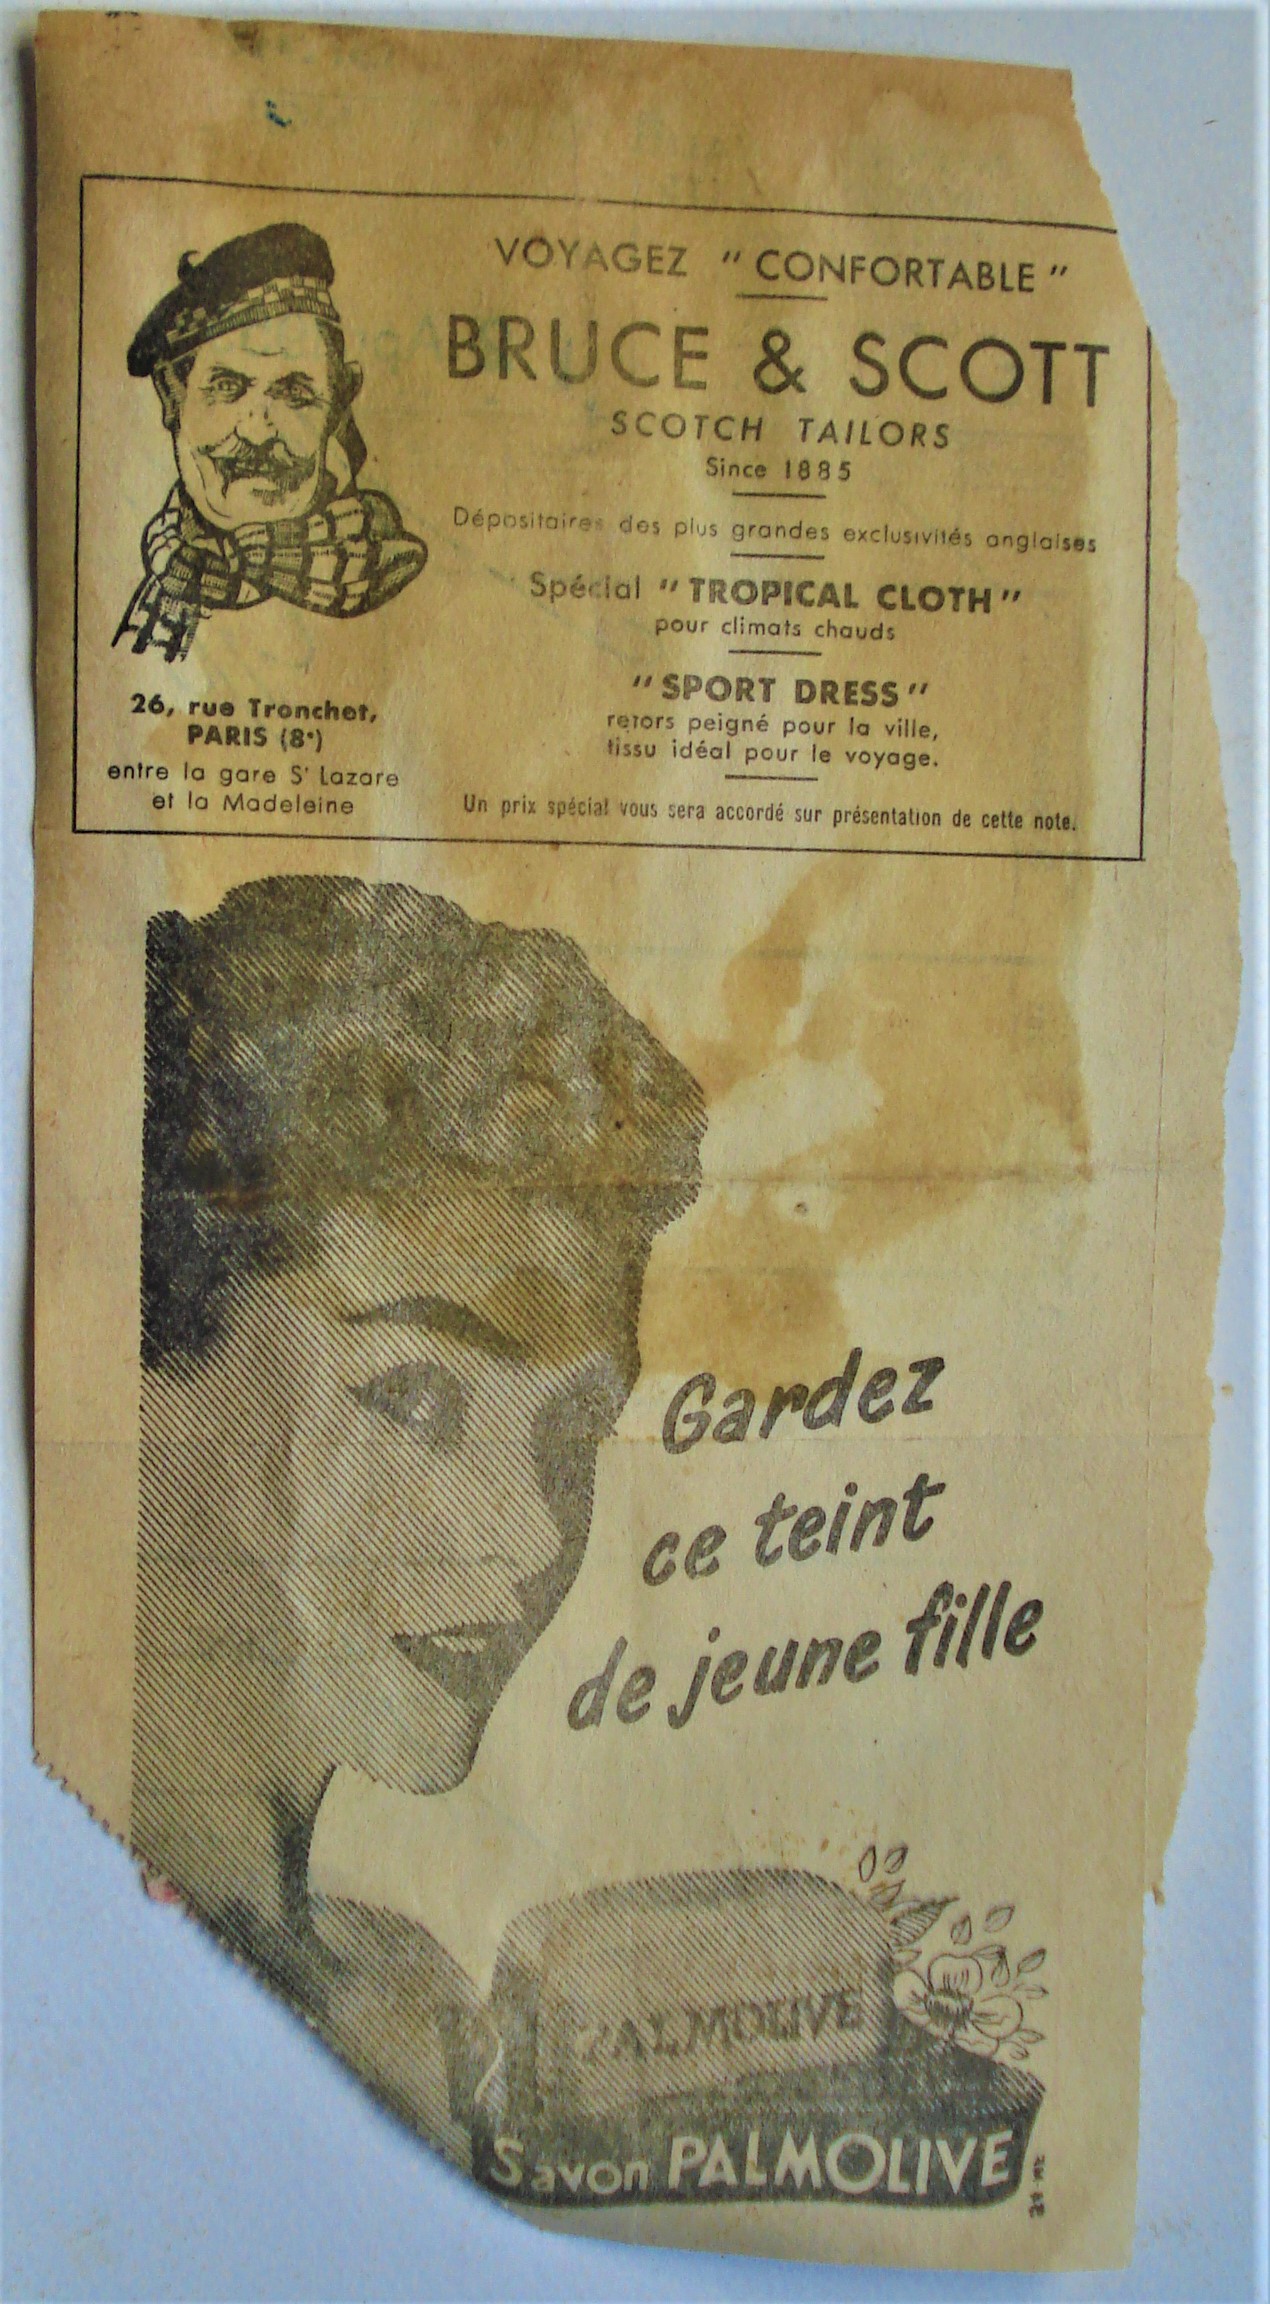 VOYAGEZ " CONFORTABLE "
BRUCE & SCOTT
SCOTCH TAILORS
Since 1885
Dépositaires des plus grandes exclusivités anglaises
Spécial " TROPICAL CLOTH "
pour climats chauds
" SPORT DRESS "
retors peigné pour la ville,
tissu idéal pour le voyage.
Un prix spécial vous sera accordé sur présentation de cette note.
26, rue Tronchet,
PARIS (8e)
entre la gare St Lazare
et la Madeleine
Gardez
ce teint
de jeune fille
PALMOLIVE
Savon PALMOLIVE